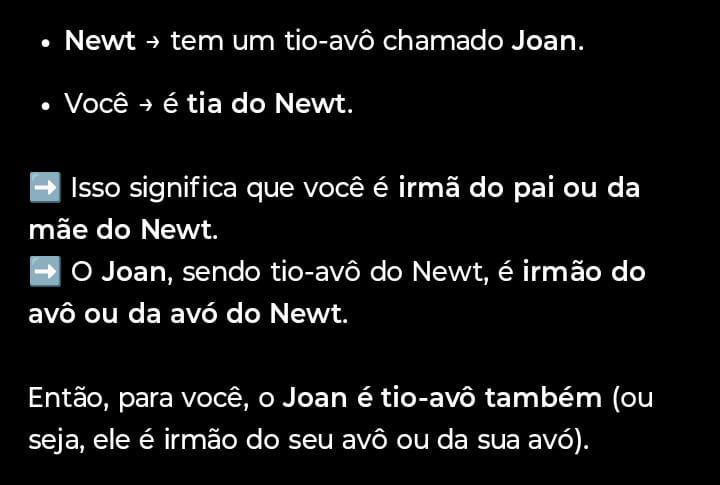 • Newt → tem um tio-avô chamado Joan.
• Você → é tia do Newt.
➡️ Isso significa que você é irmã do pai ou da
mãe do Newt.
➡️ O Joan, sendo tio-avô do Newt, é irmão do
avô ou da avó do Newt.
Então, para você, o Joan é tio-avô também (ou
seja, ele é irmão do seu avô ou da sua avó).